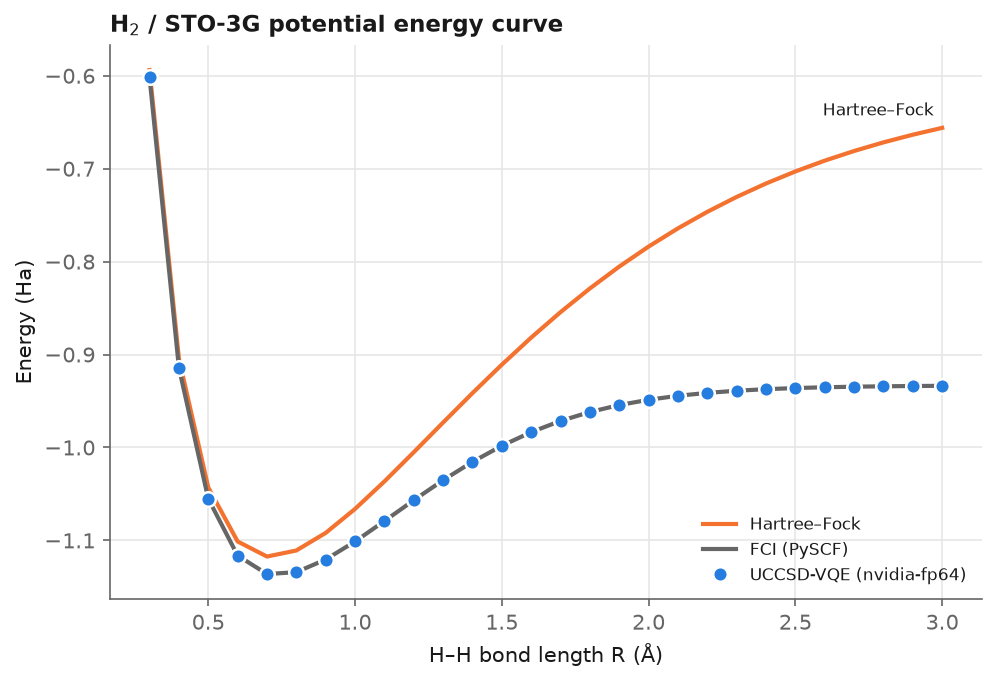 H₂ / STO-3G potential energy curve
Energy (Ha)
−0.6
−0.7
−0.8
−0.9
−1.0
−1.1
Hartree–Fock
Hartree–Fock
FCI (PySCF)
UCCSD-VQE (nvidia-fp64)
0.5 1.0 1.5 2.0 2.5 3.0
H–H bond length R (Å)